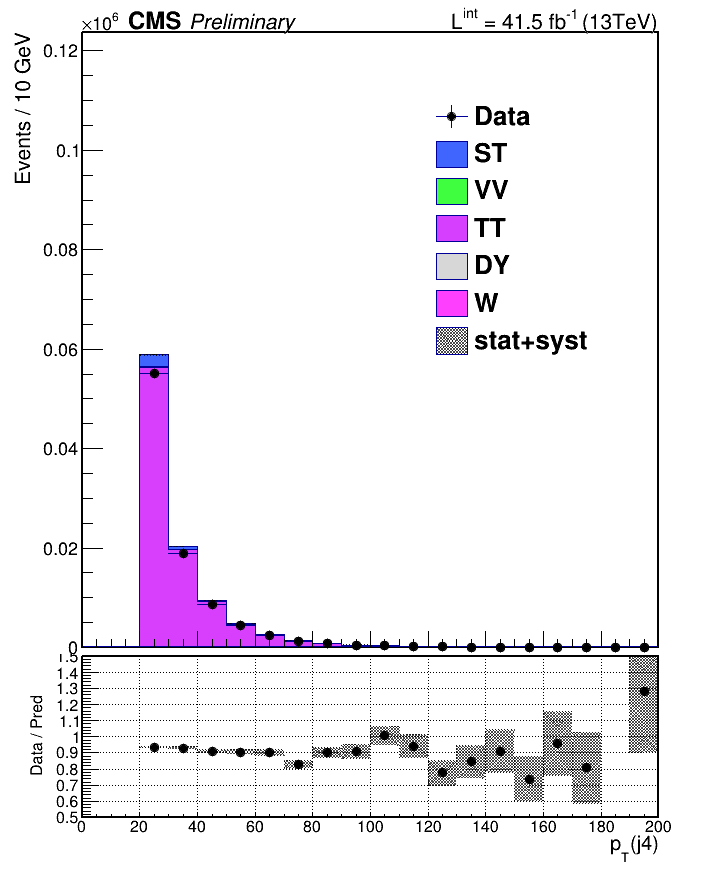 ×10⁶ CMS Preliminary L^int = 41.5 fb⁻¹ (13TeV)
Events / 10 GeV
0.12
0.1
0.08
0.06
0.04
0.02
0
Data
ST
VV
TT
DY
W
stat+syst
Data / Pred
1.5
1.4
1.3
1.2
1.1
1
0.9
0.8
0.7
0.6
0.5
0 20 40 60 80 100 120 140 160 180 200
p_T(j4)